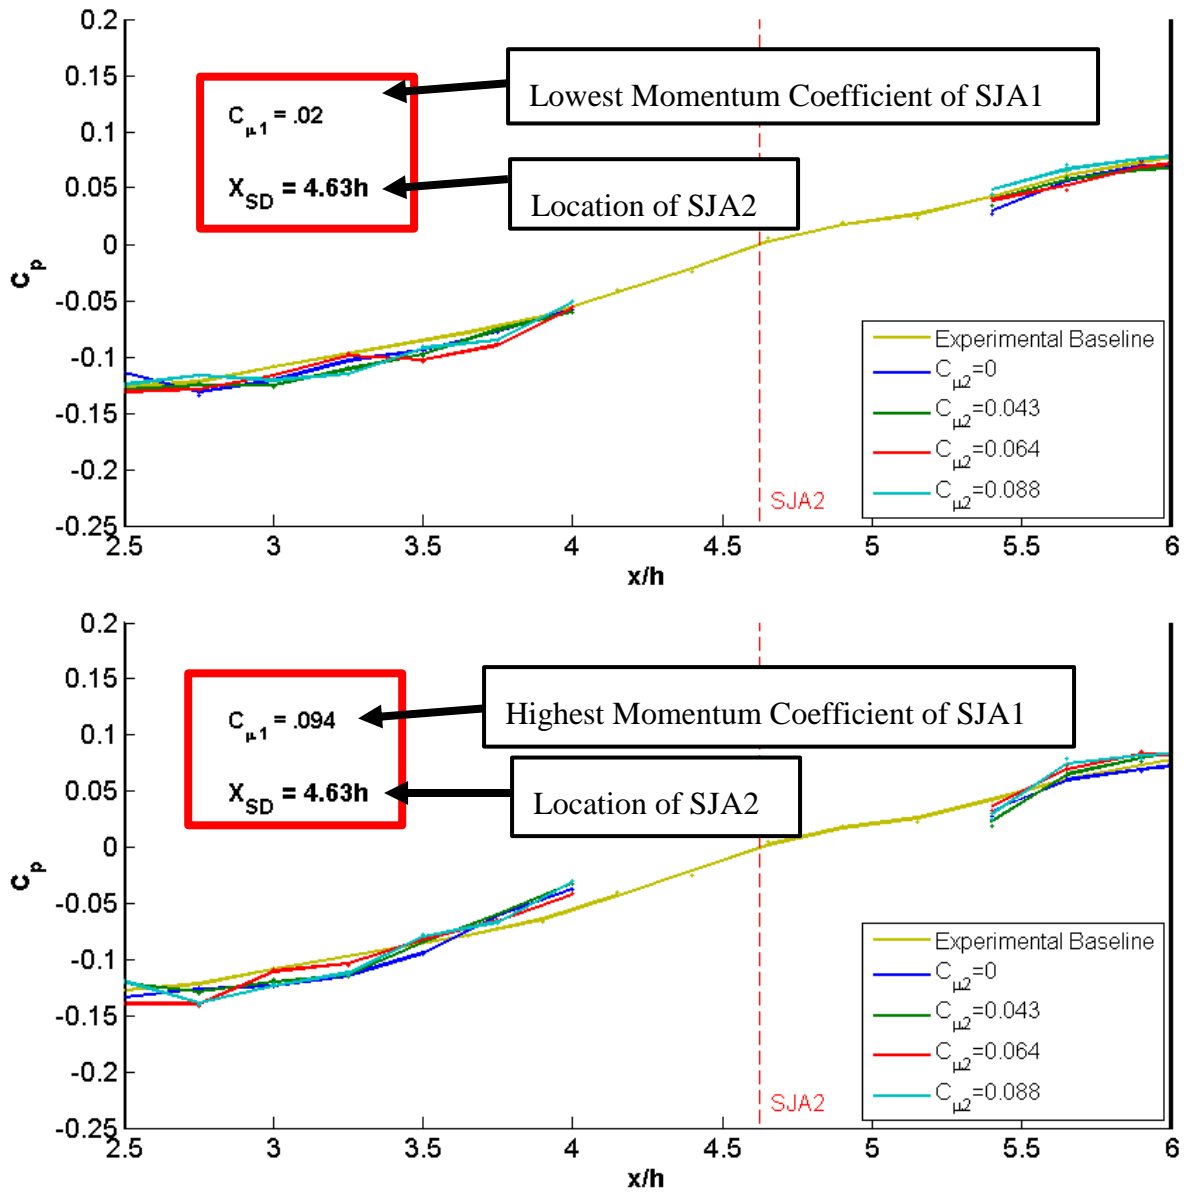 0.2
0.15
0.1
0.05
0
-0.05
-0.1
-0.15
-0.2
-0.25
C_p
Cμ1 = .02
X_SD = 4.63h
Lowest Momentum Coefficient of SJA1
Location of SJA2
Experimental Baseline
Cμ2=0
Cμ2=0.043
Cμ2=0.064
Cμ2=0.088
SJA2
2.5 3 3.5 4 4.5 5 5.5 6
x/h
0.2
0.15
0.1
0.05
0
-0.05
-0.1
-0.15
-0.2
-0.25
C_p
Cμ1 = .094
X_SD = 4.63h
Highest Momentum Coefficient of SJA1
Location of SJA2
Experimental Baseline
Cμ2=0
Cμ2=0.043
Cμ2=0.064
Cμ2=0.088
SJA2
2.5 3 3.5 4 4.5 5 5.5 6
x/h